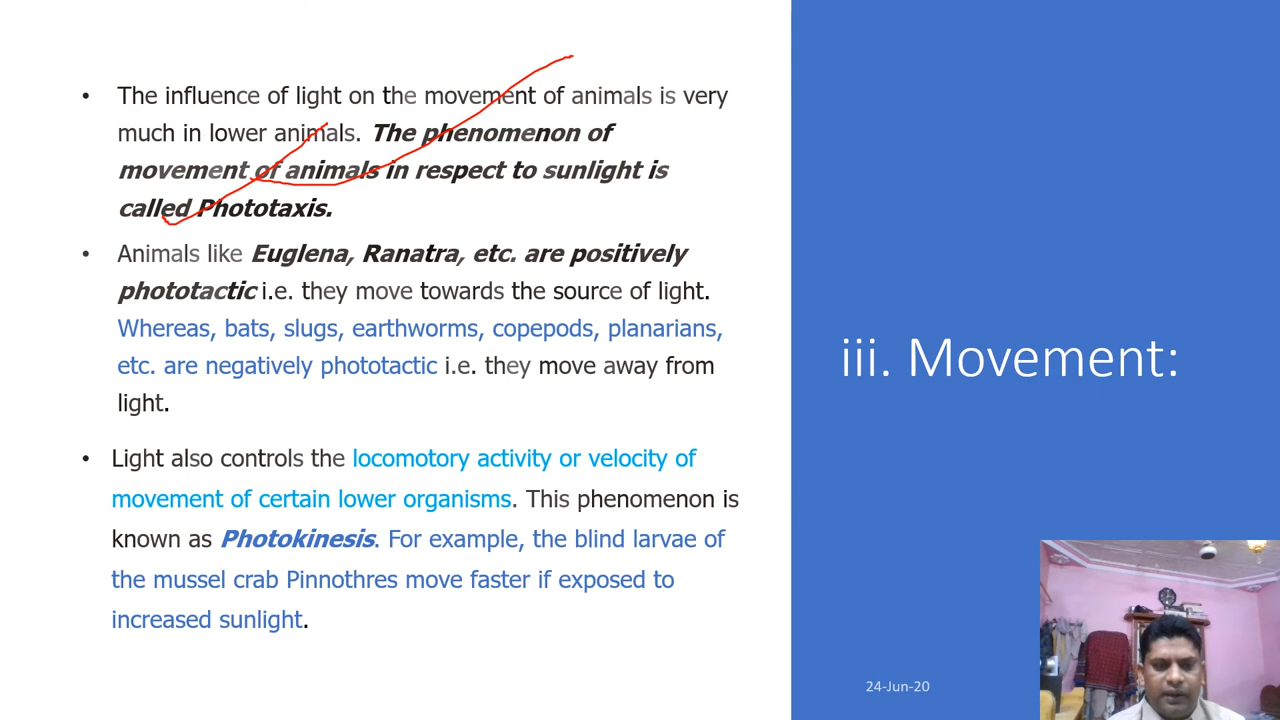 • The influence of light on the movement of animals is very
much in lower animals. The phenomenon of
movement of animals in respect to sunlight is
called Phototaxis.
• Animals like Euglena, Ranatra, etc. are positively
phototactic i.e. they move towards the source of light.
Whereas, bats, slugs, earthworms, copepods, planarians,
etc. are negatively phototactic i.e. they move away from
light.
• Light also controls the locomotory activity or velocity of
movement of certain lower organisms. This phenomenon is
known as Photokinesis. For example, the blind larvae of
the mussel crab Pinnothres move faster if exposed to
increased sunlight.
iii. Movement:
24-Jun-20